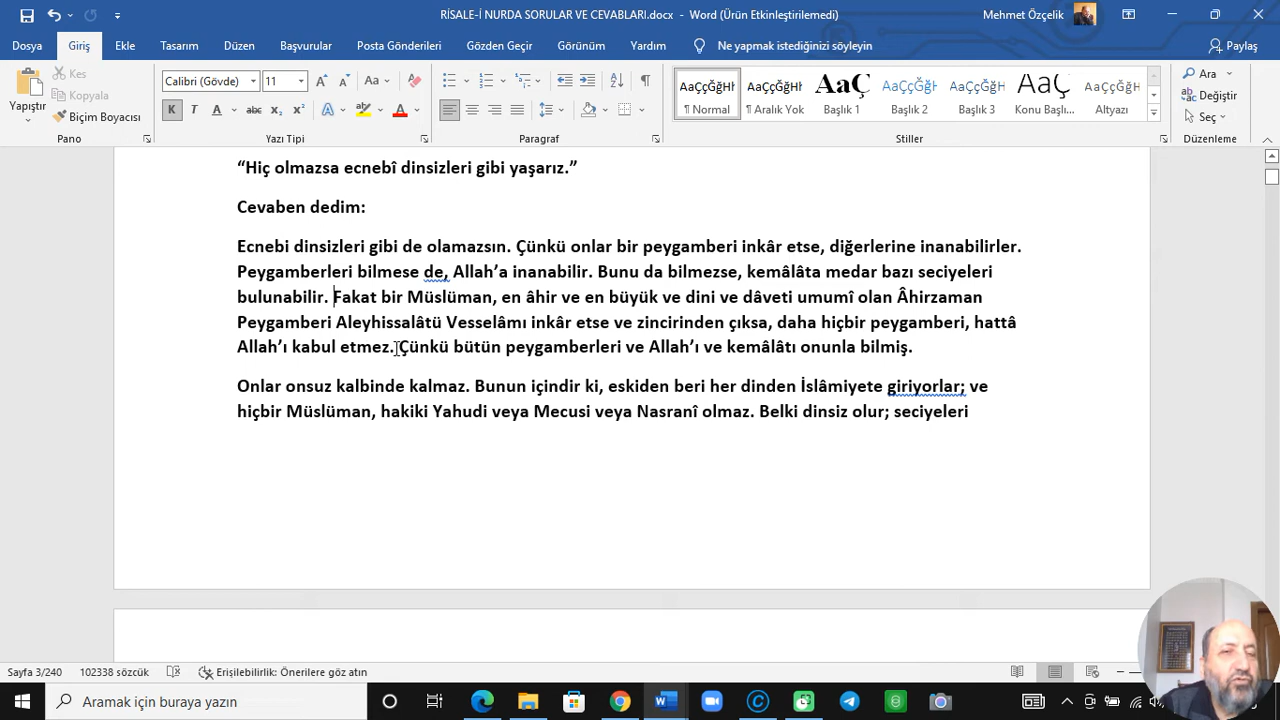 RİSALE-İ NURDA SORULAR VE CEVABLARI.docx - Word (Ürün Etkinleştirilemedi)
Mehmet Özçelik
Dosya Giriş Ekle Tasarım Düzen Başvurular Posta Gönderileri Gözden Geçir Görünüm Yardım Ne yapmak istediğinizi söyleyin Paylaş
Yapıştır
Kes
Kopyala
Biçim Boyacısı
Pano
Calibri (Gövde) 11
Yazı Tipi
Paragraf
AaÇçĞğH ¶ Normal
AaÇçĞğH ¶ Aralık Yok
AaÇ Başlık 1
AaÇçĞğH Başlık 2
AaÇçĞğH Başlık 3
AaÇçĞğH Konu Başlı...
AaÇçĞğH Altyazı
Stiller
Ara
Değiştir
Seç
Düzenleme
“Hiç olmazsa ecnebî dinsizleri gibi yaşarız.”
Cevaben dedim:
Ecnebi dinsizleri gibi de olamazsın. Çünkü onlar bir peygamberi inkâr etse, diğerlerine inanabilirler.
Peygamberleri bilmese de, Allah’a inanabilir. Bunu da bilmezse, kemâlâta medar bazı seciyeleri
bulunabilir. Fakat bir Müslüman, en âhir ve en büyük ve dini ve dâveti umumî olan Âhirzaman
Peygamberi Aleyhissalâtü Vesselâmı inkâr etse ve zincirinden çıksa, daha hiçbir peygamberi, hattâ
Allah’ı kabul etmez. Çünkü bütün peygamberleri ve Allah’ı ve kemâlâtı onunla bilmiş.
Onlar onsuz kalbinde kalmaz. Bunun içindir ki, eskiden beri her dinden İslâmiyete giriyorlar; ve
hiçbir Müslüman, hakiki Yahudi veya Mecusi veya Nasranî olmaz. Belki dinsiz olur; seciyeleri
Sayfa 3/240 102338 sözcük Erişilebilirlik: Önerilere göz atın
Aramak için buraya yazın